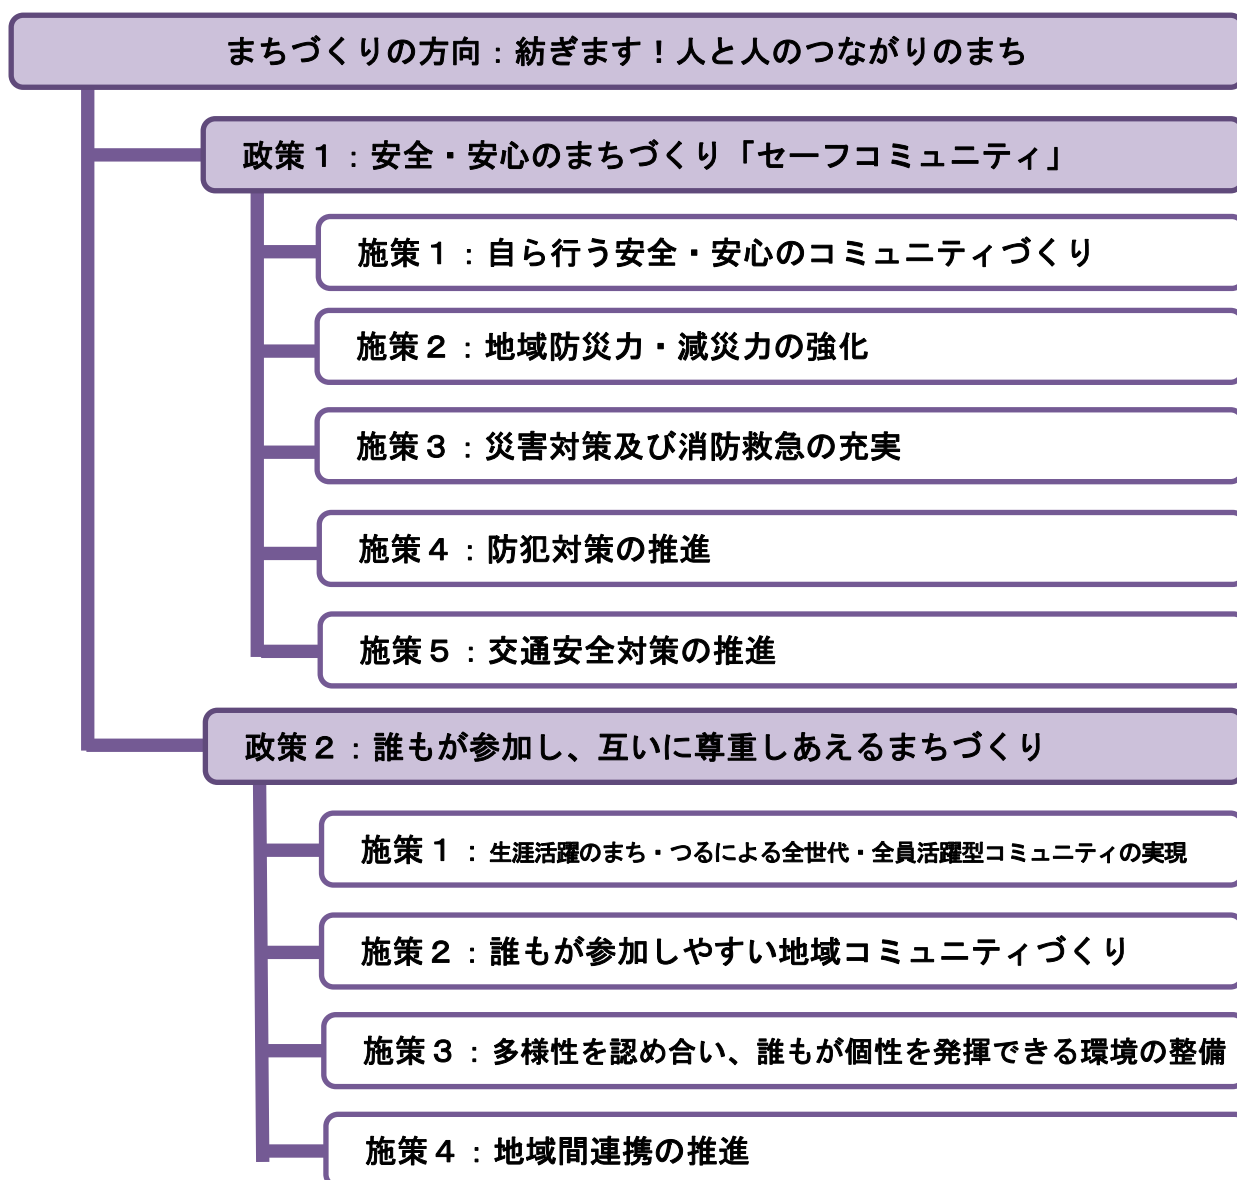 まちづくりの方向：紡ぎます！人と人のつながりのまち
政策１：安全・安心のまちづくり「セーフコミュニティ」
施策１：自ら行う安全・安心のコミュニティづくり
施策２：地域防災力・減災力の強化
施策３：災害対策及び消防救急の充実
施策４：防犯対策の推進
施策５：交通安全対策の推進
政策２：誰もが参加し、互いに尊重しあえるまちづくり
施策１：生涯活躍のまち・つるによる全世代・全員活躍型コミュニティの実現
施策２：誰もが参加しやすい地域コミュニティづくり
施策３：多様性を認め合い、誰もが個性を発揮できる環境の整備
施策４：地域間連携の推進